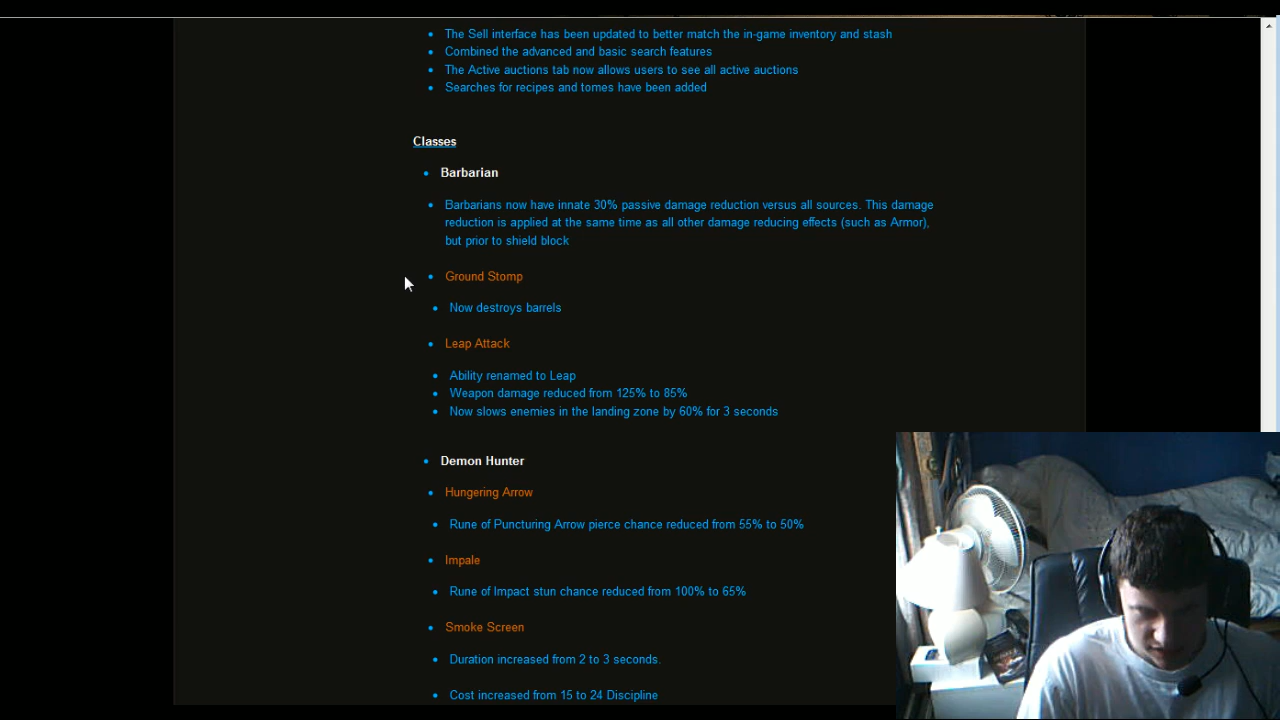 The Sell interface has been updated to better match the in-game inventory and stash
Combined the advanced and basic search features
The Active auctions tab now allows users to see all active auctions
Searches for recipes and tomes have been added
Classes
Barbarian
Barbarians now have innate 30% passive damage reduction versus all sources. This damage
reduction is applied at the same time as all other damage reducing effects (such as Armor),
but prior to shield block
Ground Stomp
Now destroys barrels
Leap Attack
Ability renamed to Leap
Weapon damage reduced from 125% to 85%
Now slows enemies in the landing zone by 60% for 3 seconds
Demon Hunter
Hungering Arrow
Rune of Puncturing Arrow pierce chance reduced from 55% to 50%
Impale
Rune of Impact stun chance reduced from 100% to 65%
Smoke Screen
Duration increased from 2 to 3 seconds.
Cost increased from 15 to 24 Discipline